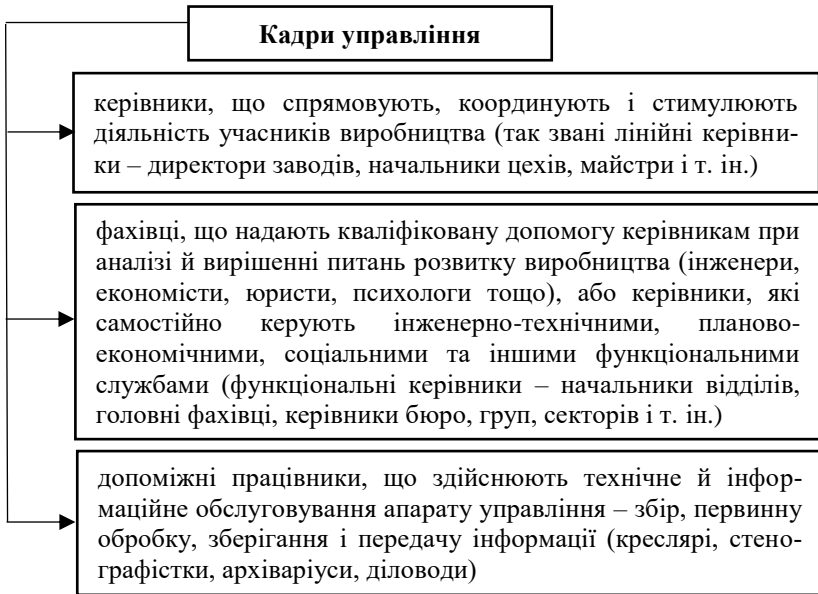 Кадри управління
керівники, що спрямовують, координують і стимулюють
діяльність учасників виробництва (так звані лінійні керівни-
ки – директори заводів, начальники цехів, майстри і т. ін.)
фахівці, що надають кваліфіковану допомогу керівникам при
аналізі й вирішенні питань розвитку виробництва (інженери,
економісти, юристи, психологи тощо), або керівники, які
самостійно керують інженерно-технічними, планово-
економічними, соціальними та іншими функціональними
службами (функціональні керівники – начальники відділів,
головні фахівці, керівники бюро, груп, секторів і т. ін.)
допоміжні працівники, що здійснюють технічне й інфор-
маційне обслуговування апарату управління – збір, первинну
обробку, зберігання і передачу інформації (креслярі, стено-
графістки, архіваріуси, діловоди)